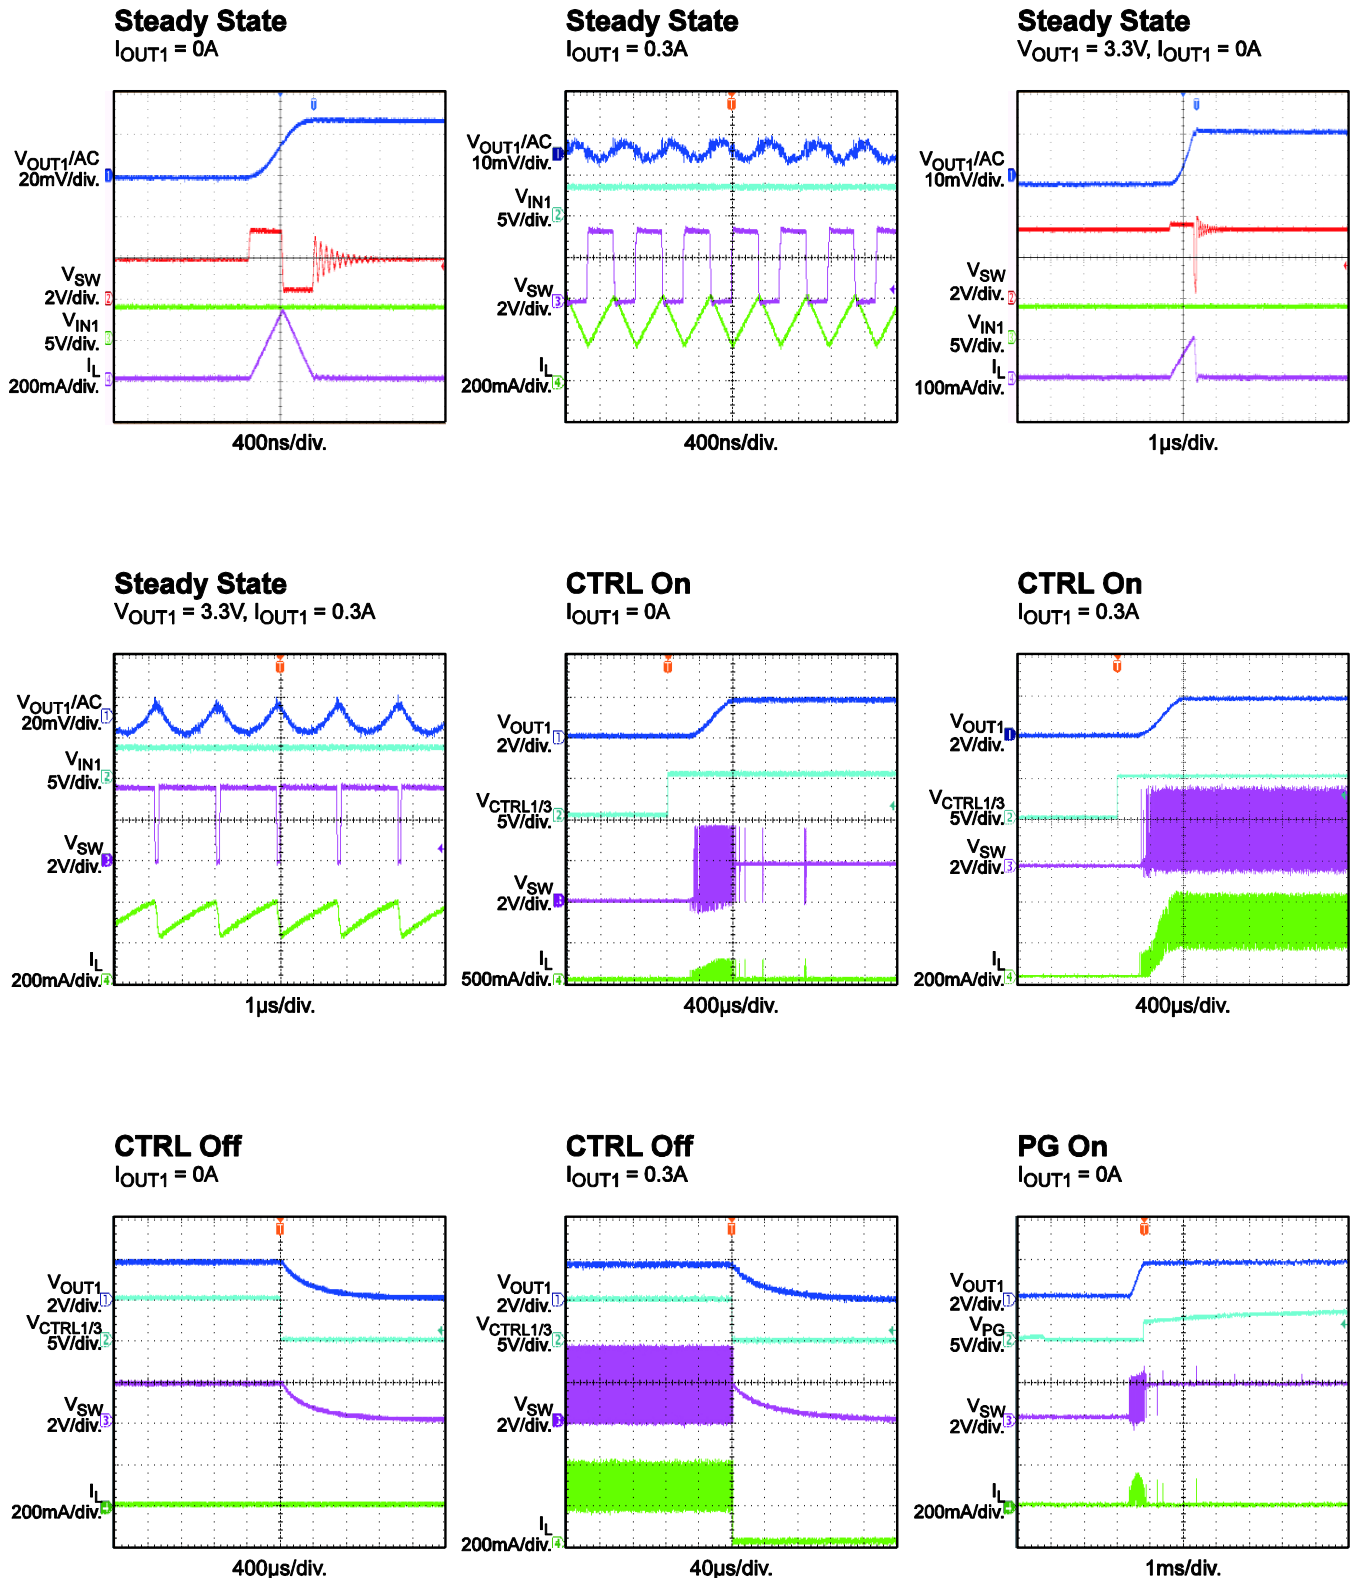 Steady State
IOUT1 = 0A
VOUT1/AC
20mV/div.
VSW
2V/div.
VIN1
5V/div.
IL
200mA/div.
400ns/div.
Steady State
IOUT1 = 0.3A
VOUT1/AC
10mV/div.
VIN1
5V/div.
VSW
2V/div.
IL
200mA/div.
400ns/div.
Steady State
VOUT1 = 3.3V, IOUT1 = 0A
VOUT1/AC
10mV/div.
VSW
2V/div.
VIN1
5V/div.
IL
100mA/div.
1µs/div.
Steady State
VOUT1 = 3.3V, IOUT1 = 0.3A
VOUT1/AC
20mV/div.
VIN1
5V/div.
VSW
2V/div.
IL
200mA/div.
1µs/div.
CTRL On
IOUT1 = 0A
VOUT1
2V/div.
VCTRL1/3
5V/div.
VSW
2V/div.
IL
500mA/div.
400µs/div.
CTRL On
IOUT1 = 0.3A
VOUT1
2V/div.
VCTRL1/3
5V/div.
VSW
2V/div.
IL
200mA/div.
400µs/div.
CTRL Off
IOUT1 = 0A
VOUT1
2V/div.
VCTRL1/3
5V/div.
VSW
2V/div.
IL
200mA/div.
400µs/div.
CTRL Off
IOUT1 = 0.3A
VOUT1
2V/div.
VCTRL1/3
5V/div.
VSW
2V/div.
IL
200mA/div.
40µs/div.
PG On
IOUT1 = 0A
VOUT1
2V/div.
VPG
5V/div.
VSW
2V/div.
IL
200mA/div.
1ms/div.